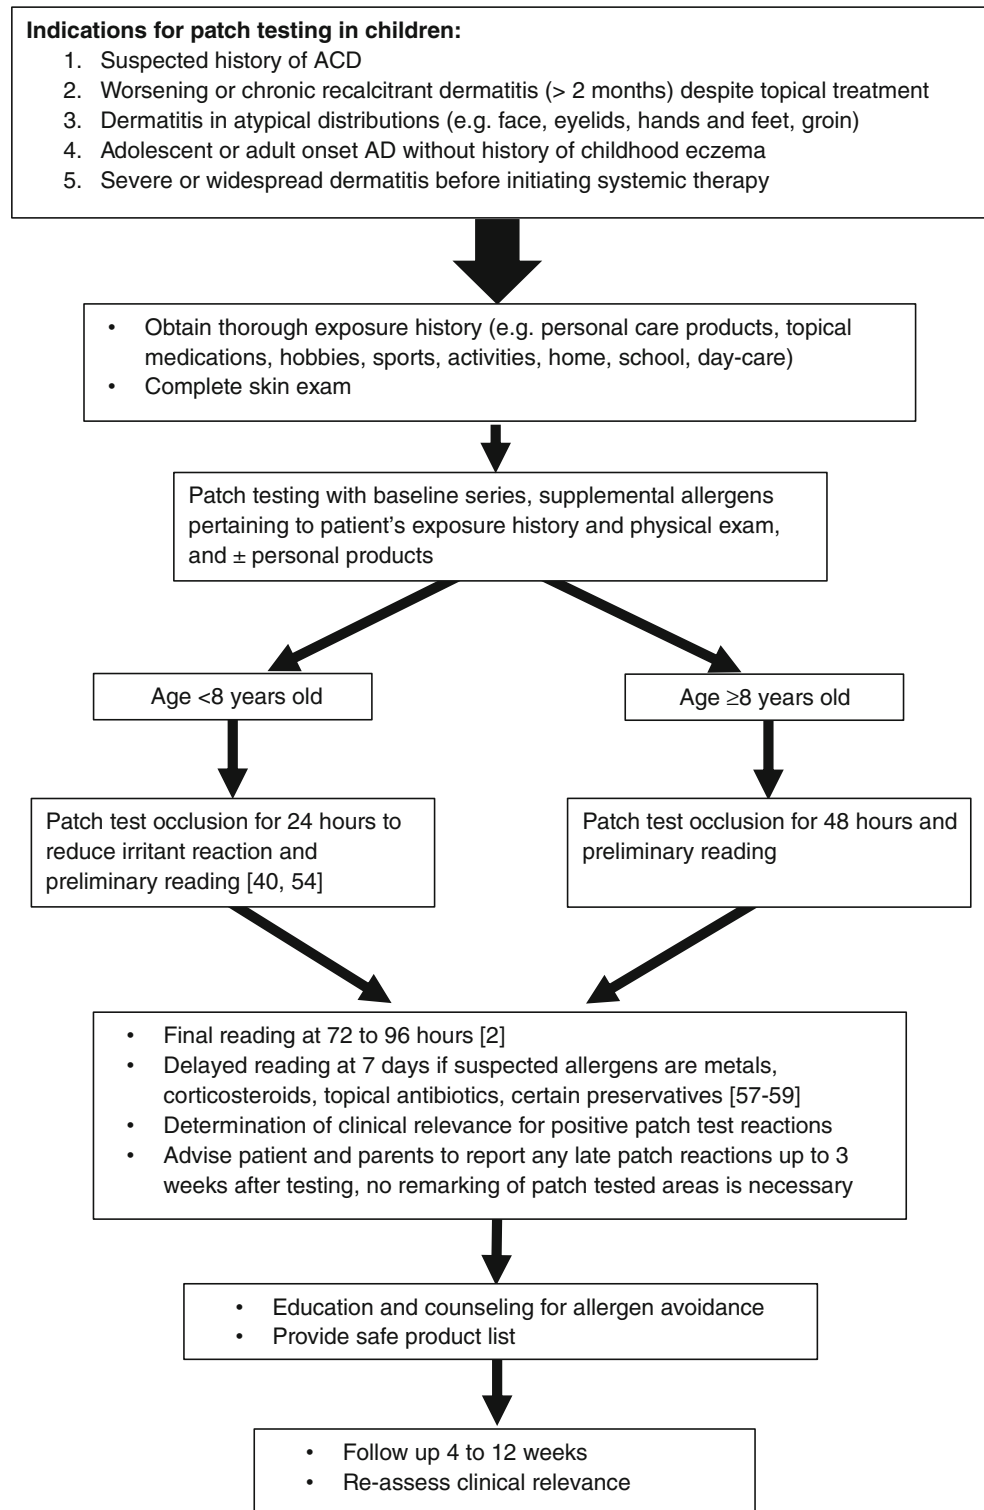 Indications for patch testing in children:
1. Suspected history of ACD
2. Worsening or chronic recalcitrant dermatitis (> 2 months) despite topical treatment
3. Dermatitis in atypical distributions (e.g. face, eyelids, hands and feet, groin)
4. Adolescent or adult onset AD without history of childhood eczema
5. Severe or widespread dermatitis before initiating systemic therapy
• Obtain thorough exposure history (e.g. personal care products, topical
medications, hobbies, sports, activities, home, school, day-care)
• Complete skin exam
Patch testing with baseline series, supplemental allergens
pertaining to patient's exposure history and physical exam,
and ± personal products
Age <8 years old
Age ≥8 years old
Patch test occlusion for 24 hours to
reduce irritant reaction and
preliminary reading [40, 54]
Patch test occlusion for 48 hours and
preliminary reading
• Final reading at 72 to 96 hours [2]
• Delayed reading at 7 days if suspected allergens are metals,
corticosteroids, topical antibiotics, certain preservatives [57-59]
• Determination of clinical relevance for positive patch test reactions
• Advise patient and parents to report any late patch reactions up to 3
weeks after testing, no remarking of patch tested areas is necessary
• Education and counseling for allergen avoidance
• Provide safe product list
• Follow up 4 to 12 weeks
• Re-assess clinical relevance